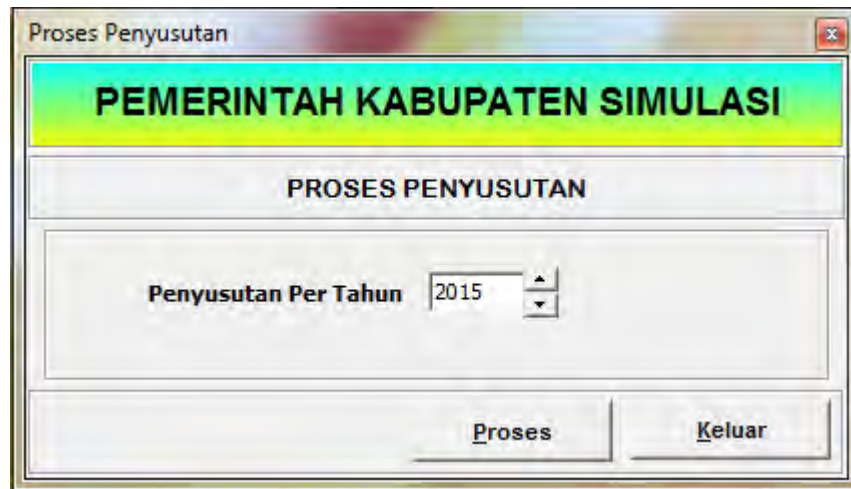 Proses Penyusutan
PEMERINTAH KABUPATEN SIMULASI
PROSES PENYUSUTAN
Penyusutan Per Tahun 2015
Proses Keluar